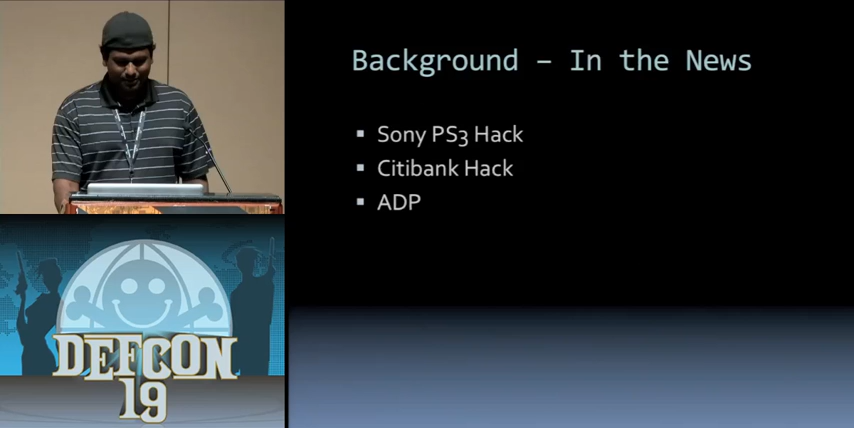 Background – In the News
▪ Sony PS3 Hack
▪ Citibank Hack
▪ ADP
DEFCON
19